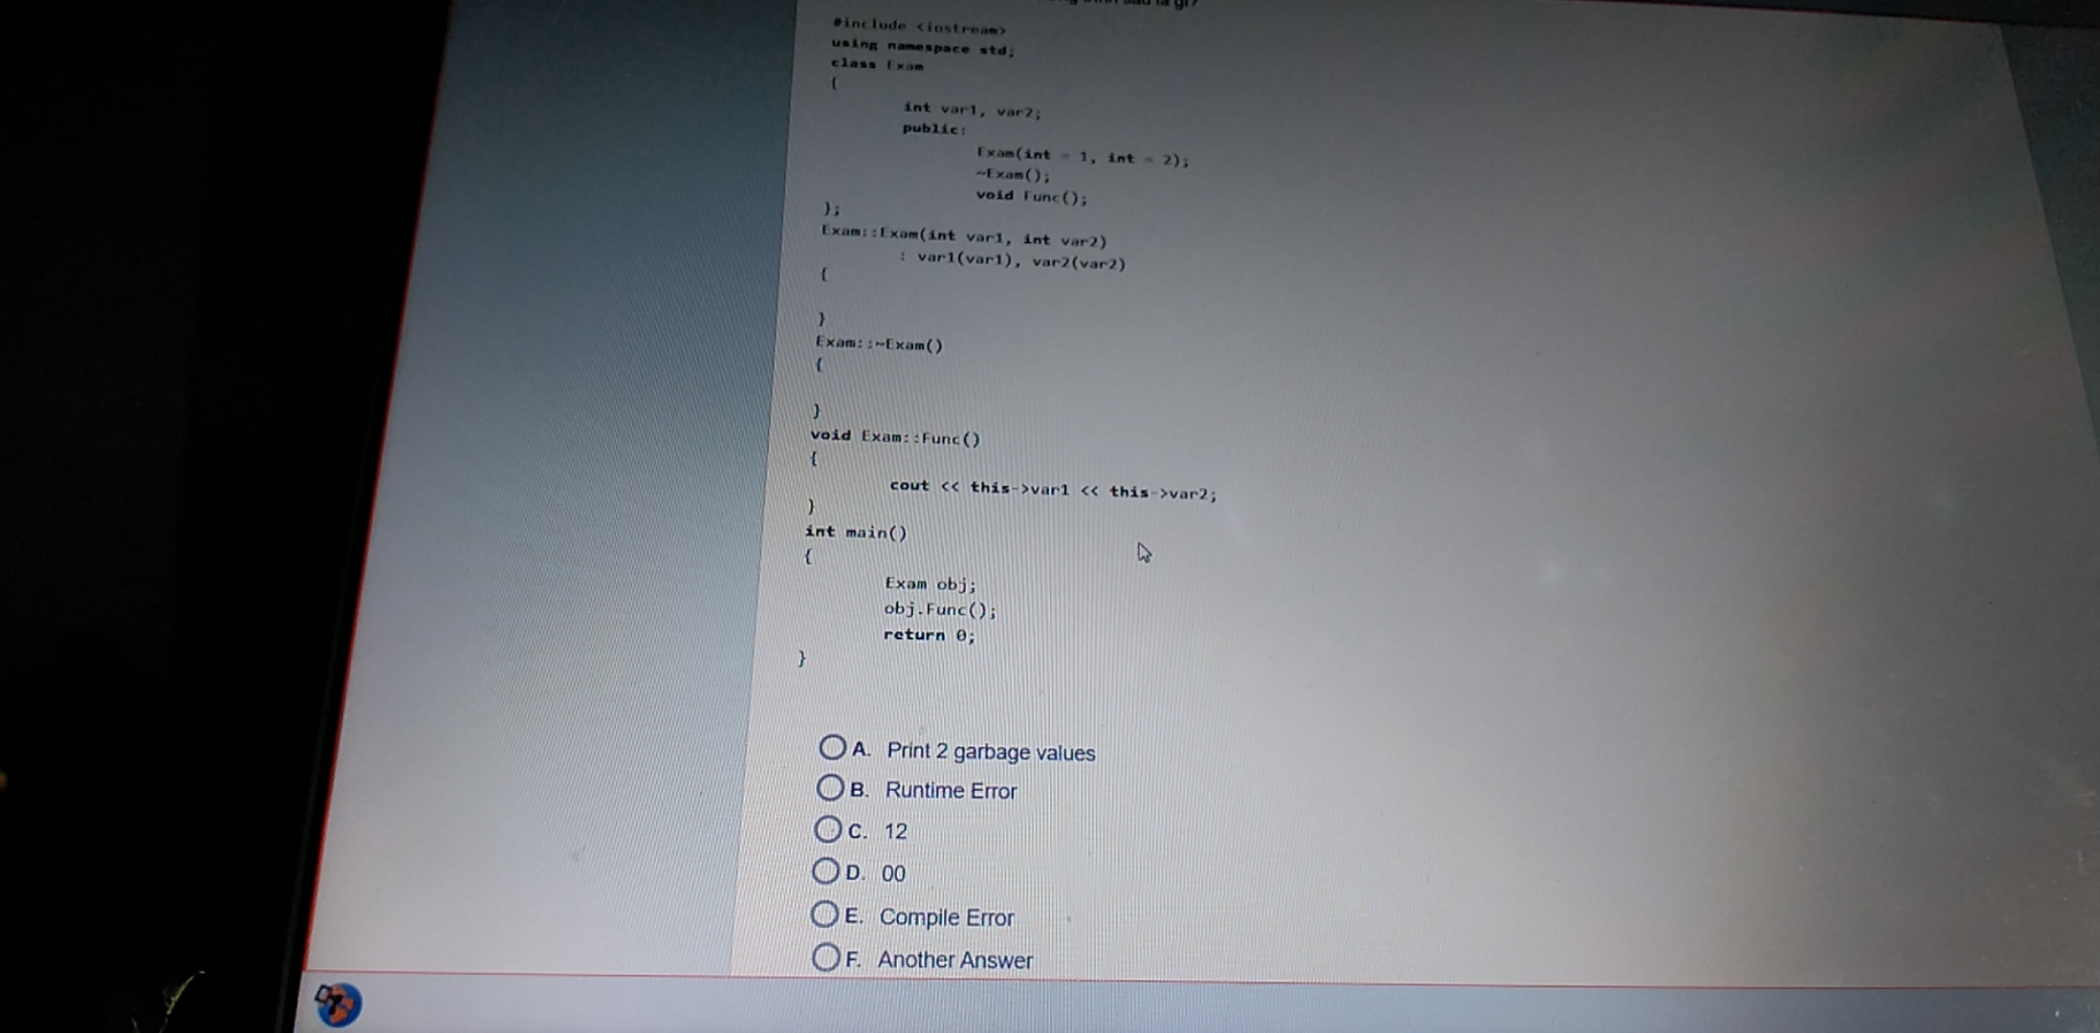 sau là gì?
#include <iostream>
using namespace std;
class Exam
{
int var1, var2;
public:
Exam(int = 1, int = 2);
~Exam();
void Func();
};
Exam::Exam(int var1, int var2)
: var1(var1), var2(var2)
{
}
Exam::~Exam()
{
}
void Exam::Func()
{
cout << this->var1 << this->var2;
}
int main()
{
Exam obj;
obj.Func();
return 0;
}
A. Print 2 garbage values
B. Runtime Error
C. 12
D. 00
E. Compile Error
F. Another Answer